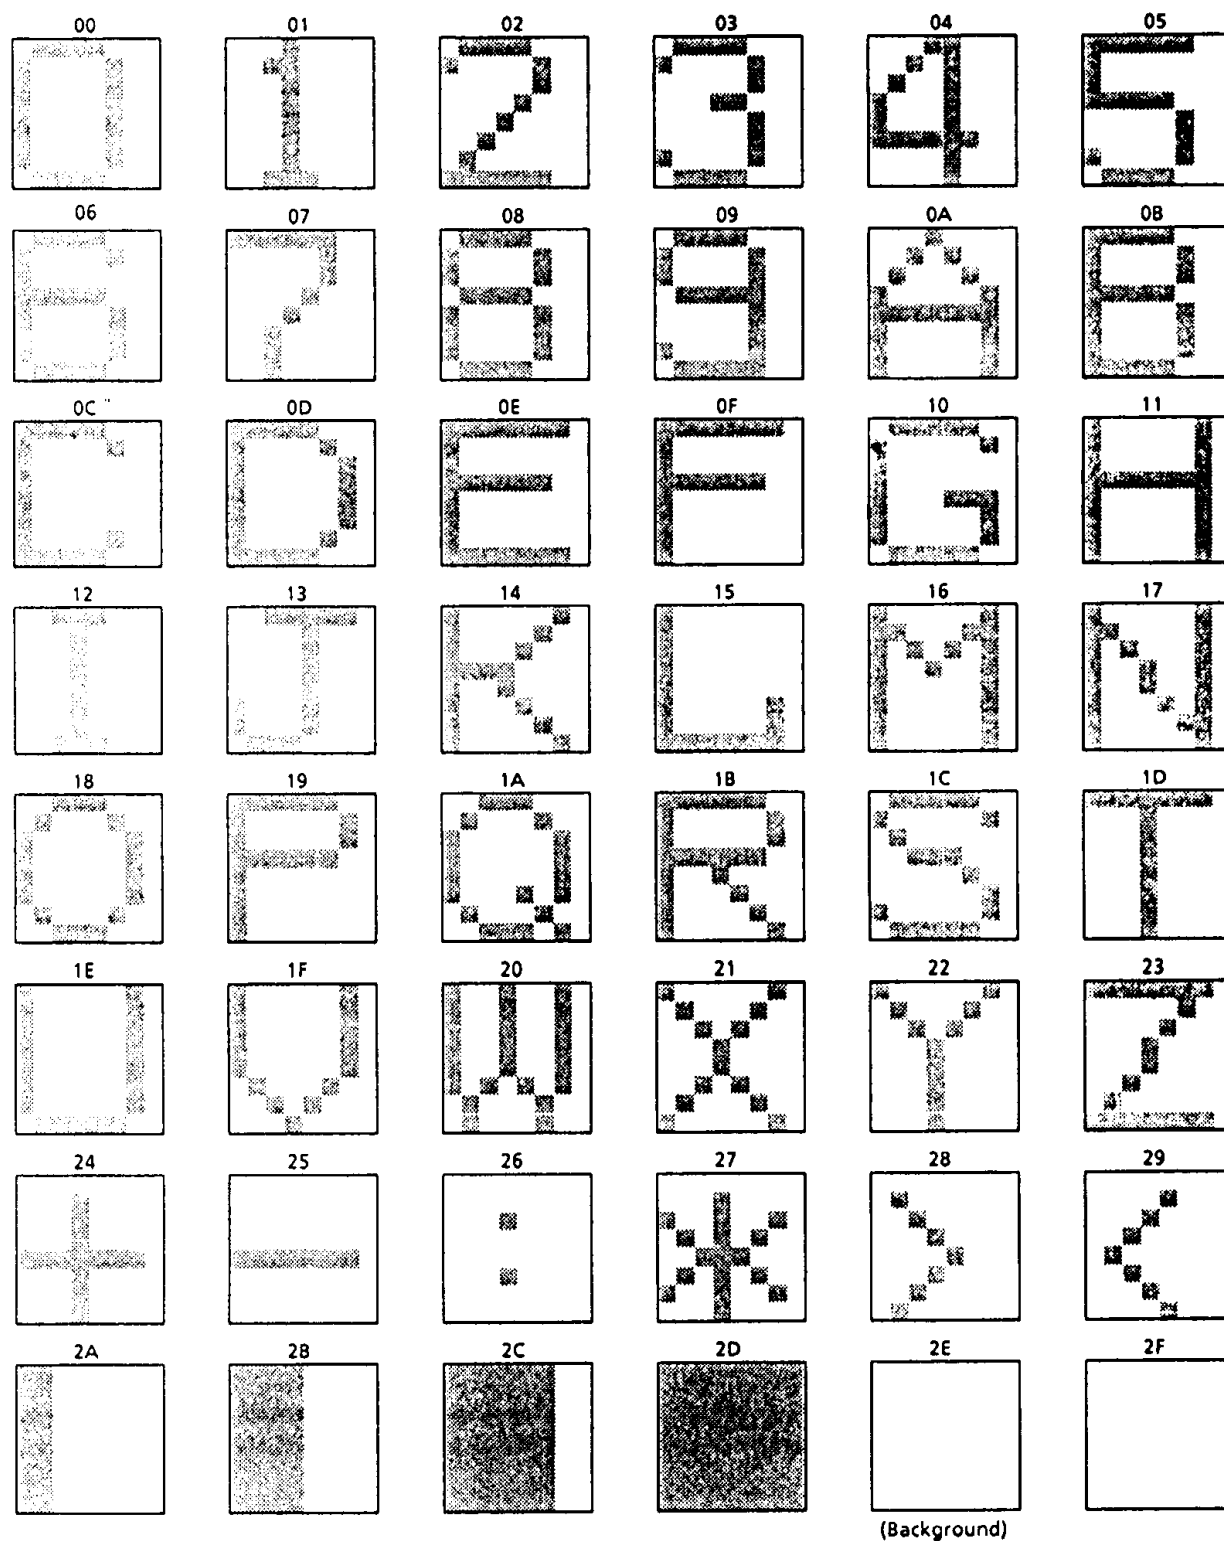 00 01 02 03 04 05
0 1 2 3 4 5
06 07 08 09 0A 0B
6 7 8 9 A B
0C 0D 0E 0F 10 11
C D E F G H
12 13 14 15 16 17
I J K L M N
18 19 1A 1B 1C 1D
O P Q R S T
1E 1F 20 21 22 23
U V W X Y Z
24 25 26 27 28 29
+ - : * > <
2A 2B 2C 2D 2E 2F
(Background)